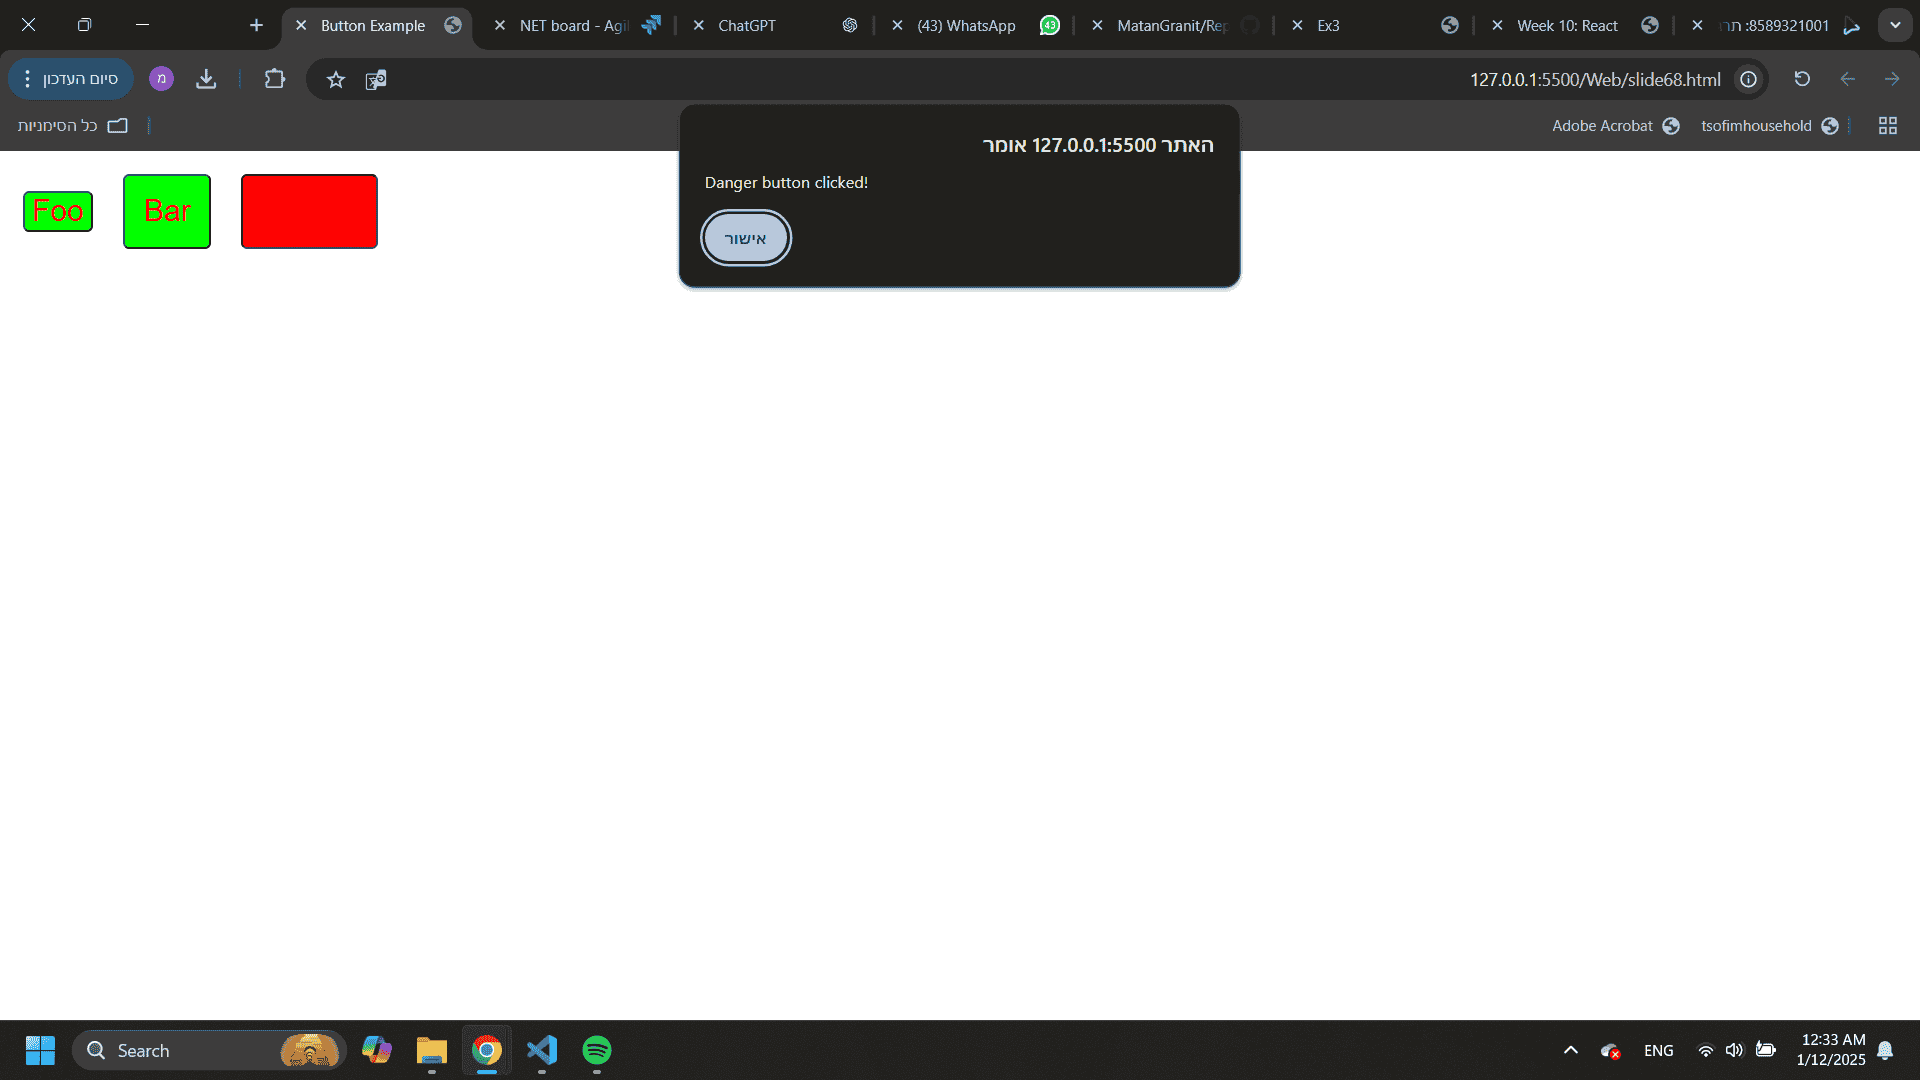 Button Example
NET board - Agil
ChatGPT
(43) WhatsApp
43
MatanGranit/Rep
Ex3
Week 10: React
8589321001:
סיום העדכון
מ
127.0.0.1:5500/Web/slide68.html
כל הסימניות
Adobe Acrobat
tsofimhousehold
האתר 127.0.0.1:5500 אומר
Danger button clicked!
אישור
Foo
Bar
Search
ENG
12:33 AM
1/12/2025